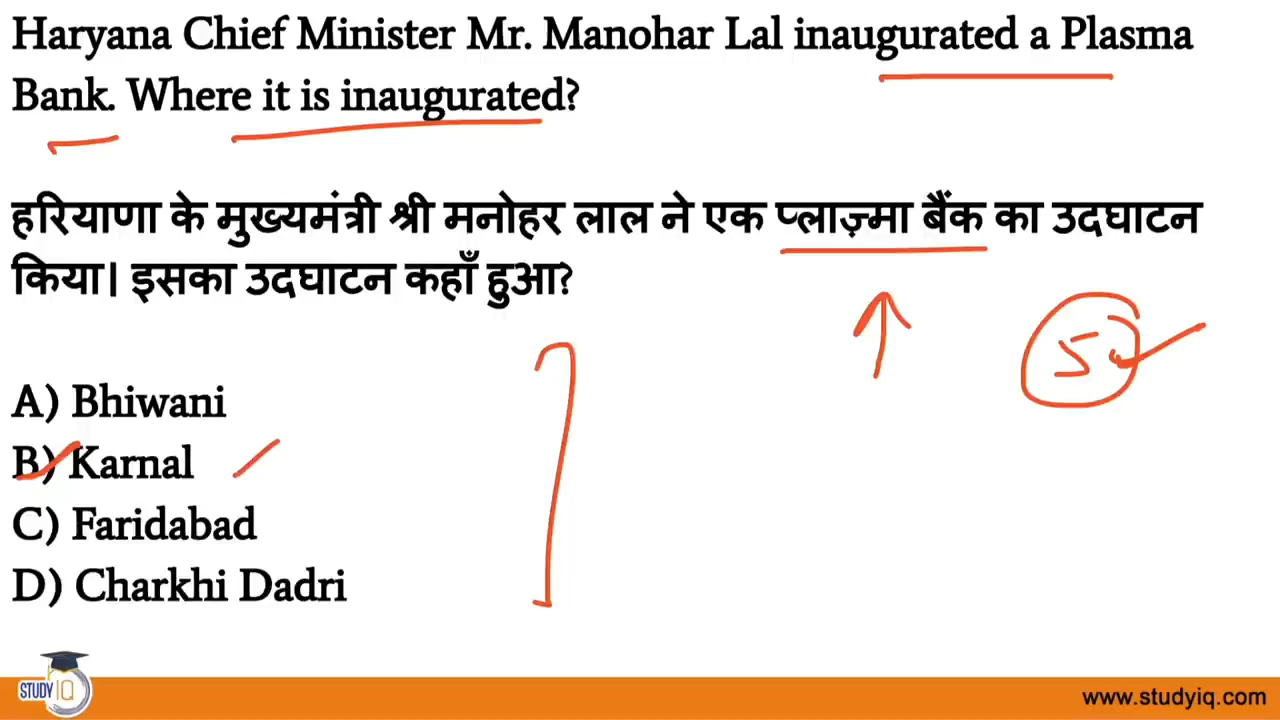 Haryana Chief Minister Mr. Manohar Lal inaugurated a Plasma
Bank. Where it is inaugurated?
हरियाणा के मुख्यमंत्री श्री मनोहर लाल ने एक प्लाज़्मा बैंक का उदघाटन
किया। इसका उदघाटन कहाँ हुआ?
A) Bhiwani
B) Karnal
C) Faridabad
D) Charkhi Dadri
STUDY IQ
www.studyiq.com